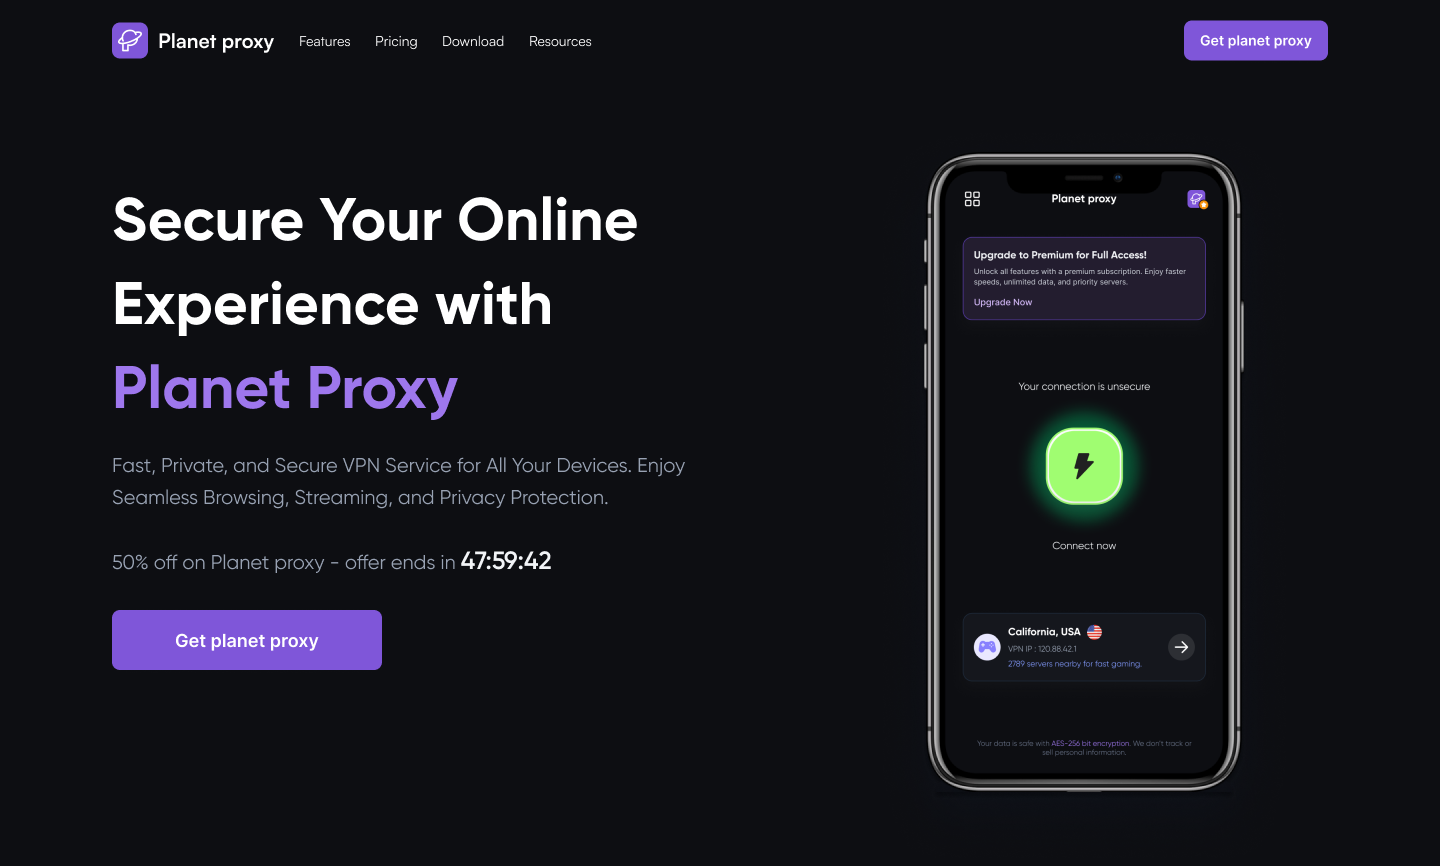 Planet proxy
Features
Pricing
Download
Resources
Get planet proxy
Secure Your Online
Experience with
Planet Proxy
Fast, Private, and Secure VPN Service for All Your Devices. Enjoy
Seamless Browsing, Streaming, and Privacy Protection.
50% off on Planet proxy - offer ends in 47:59:42
Get planet proxy
Planet proxy
Upgrade to Premium for Full Access!
Unlock all features with a premium subscription. Enjoy faster
speeds, unlimited data, and priority servers.
Upgrade Now
Your connection is unsecure
Connect now
California, USA
VPN IP : 120.88.42.1
2789 servers nearby for fast gaming.
Your data is safe with AES-256 bit encryption. We don't track or
sell personal information.